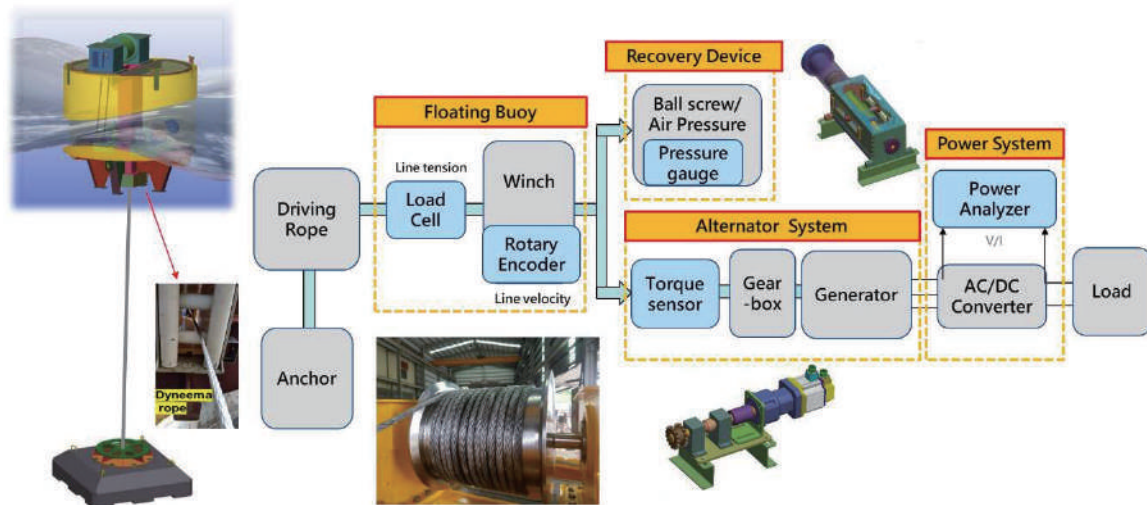 Recovery Device
Ball screw/
Air Pressure
Pressure
gauge
Floating Buoy
Line tension
Load
Cell
Winch
Rotary
Encoder
Line velocity
Driving
Rope
Anchor
Dyneema
rope
Alternator System
Torque
sensor
Gear
-box
Generator
Power System
Power
Analyzer
V/I
AC/DC
Converter
Load